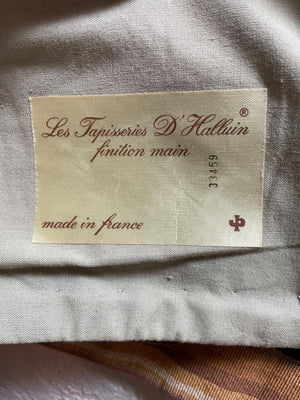 Les Tapisseries D'Halluin ®
finition main
33459
made in france